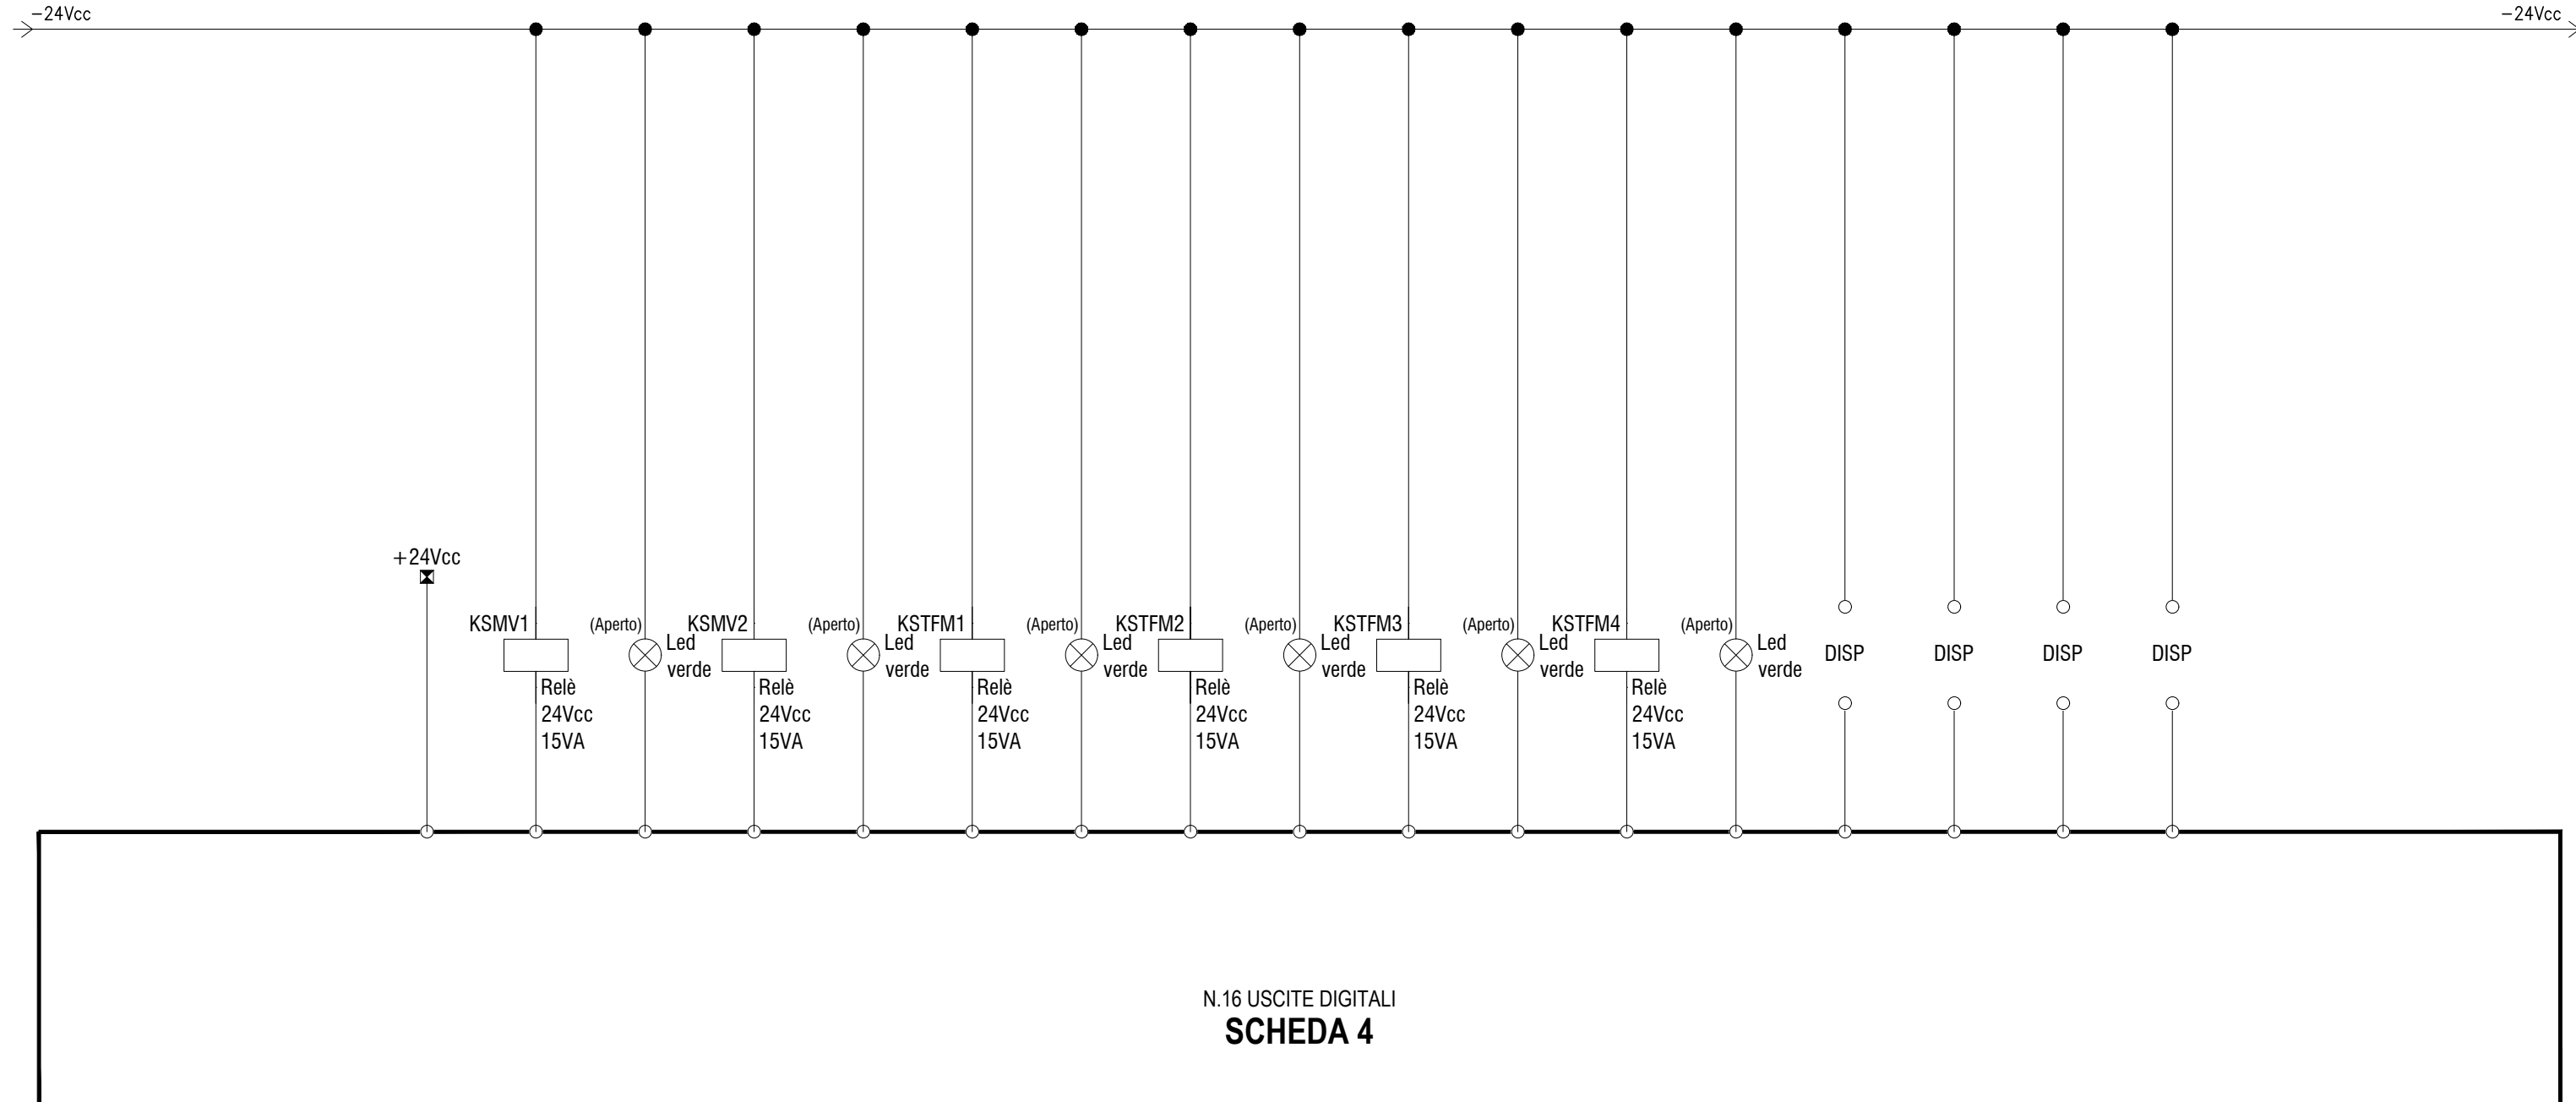 −24Vcc
−24Vcc
+24Vcc
KSMV1
Relè
24Vcc
15VA
(Aperto)
Led
verde
KSMV2
Relè
24Vcc
15VA
(Aperto)
Led
verde
KSTFM1
Relè
24Vcc
15VA
(Aperto)
Led
verde
KSTFM2
Relè
24Vcc
15VA
(Aperto)
Led
verde
KSTFM3
Relè
24Vcc
15VA
(Aperto)
Led
verde
KSTFM4
Relè
24Vcc
15VA
(Aperto)
Led
verde
DISP
DISP
DISP
DISP
N.16 USCITE DIGITALI
SCHEDA 4